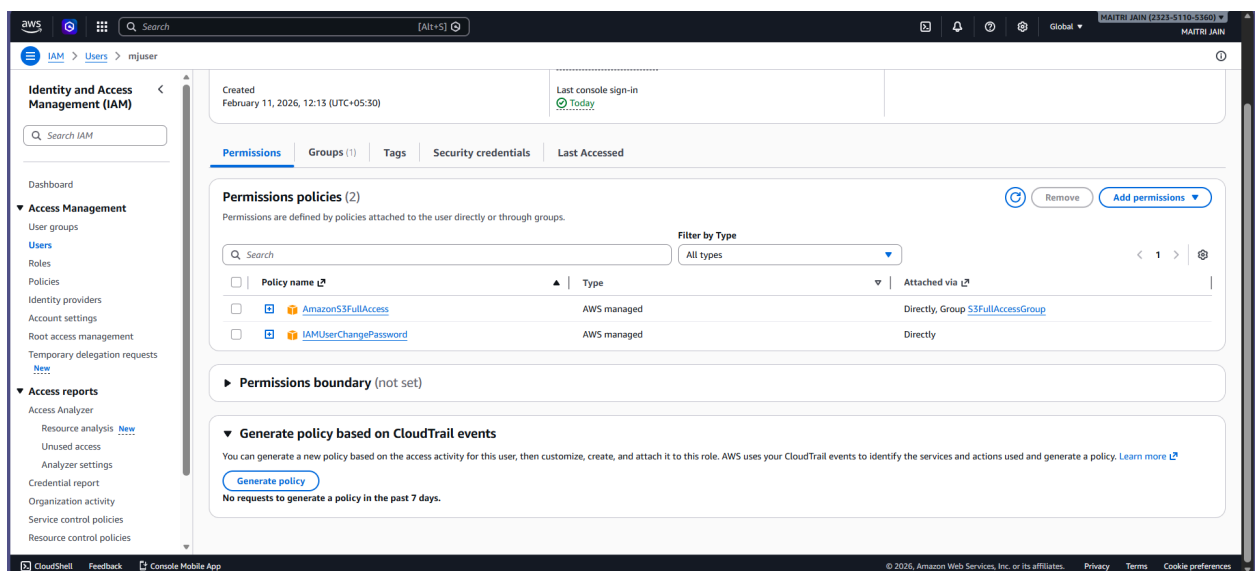 aws
Search
[Alt+S]
Global
MAITRI JAIN (2323-5110-5360)
MAITRI JAIN
IAM > Users > mjuser
Identity and Access Management (IAM)
Search IAM
Dashboard
Access Management
User groups
Users
Roles
Policies
Identity providers
Account settings
Root access management
Temporary delegation requests
New
Access reports
Access Analyzer
Resource analysis New
Unused access
Analyzer settings
Credential report
Organization activity
Service control policies
Resource control policies
Created
February 11, 2026, 12:13 (UTC+05:30)
Last console sign-in
Today
Permissions Groups (1) Tags Security credentials Last Accessed
Permissions policies (2)
Remove
Add permissions
Permissions are defined by policies attached to the user directly or through groups.
Filter by Type
Search
All types
1
Policy name Type Attached via
AmazonS3FullAccess AWS managed Directly, Group S3FullAccessGroup
IAMUserChangePassword AWS managed Directly
Permissions boundary (not set)
Generate policy based on CloudTrail events
You can generate a new policy based on the access activity for this user, then customize, create, and attach it to this role. AWS uses your CloudTrail events to identify the services and actions used and generate a policy. Learn more
Generate policy
No requests to generate a policy in the past 7 days.
CloudShell Feedback Console Mobile App
© 2026, Amazon Web Services, Inc. or its affiliates. Privacy Terms Cookie preferences